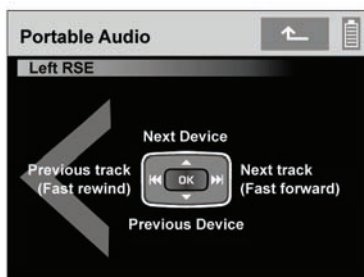 Portable Audio
Left RSE
Next Device
Previous track
(Fast rewind)
OK
Next track
(Fast forward)
Previous Device